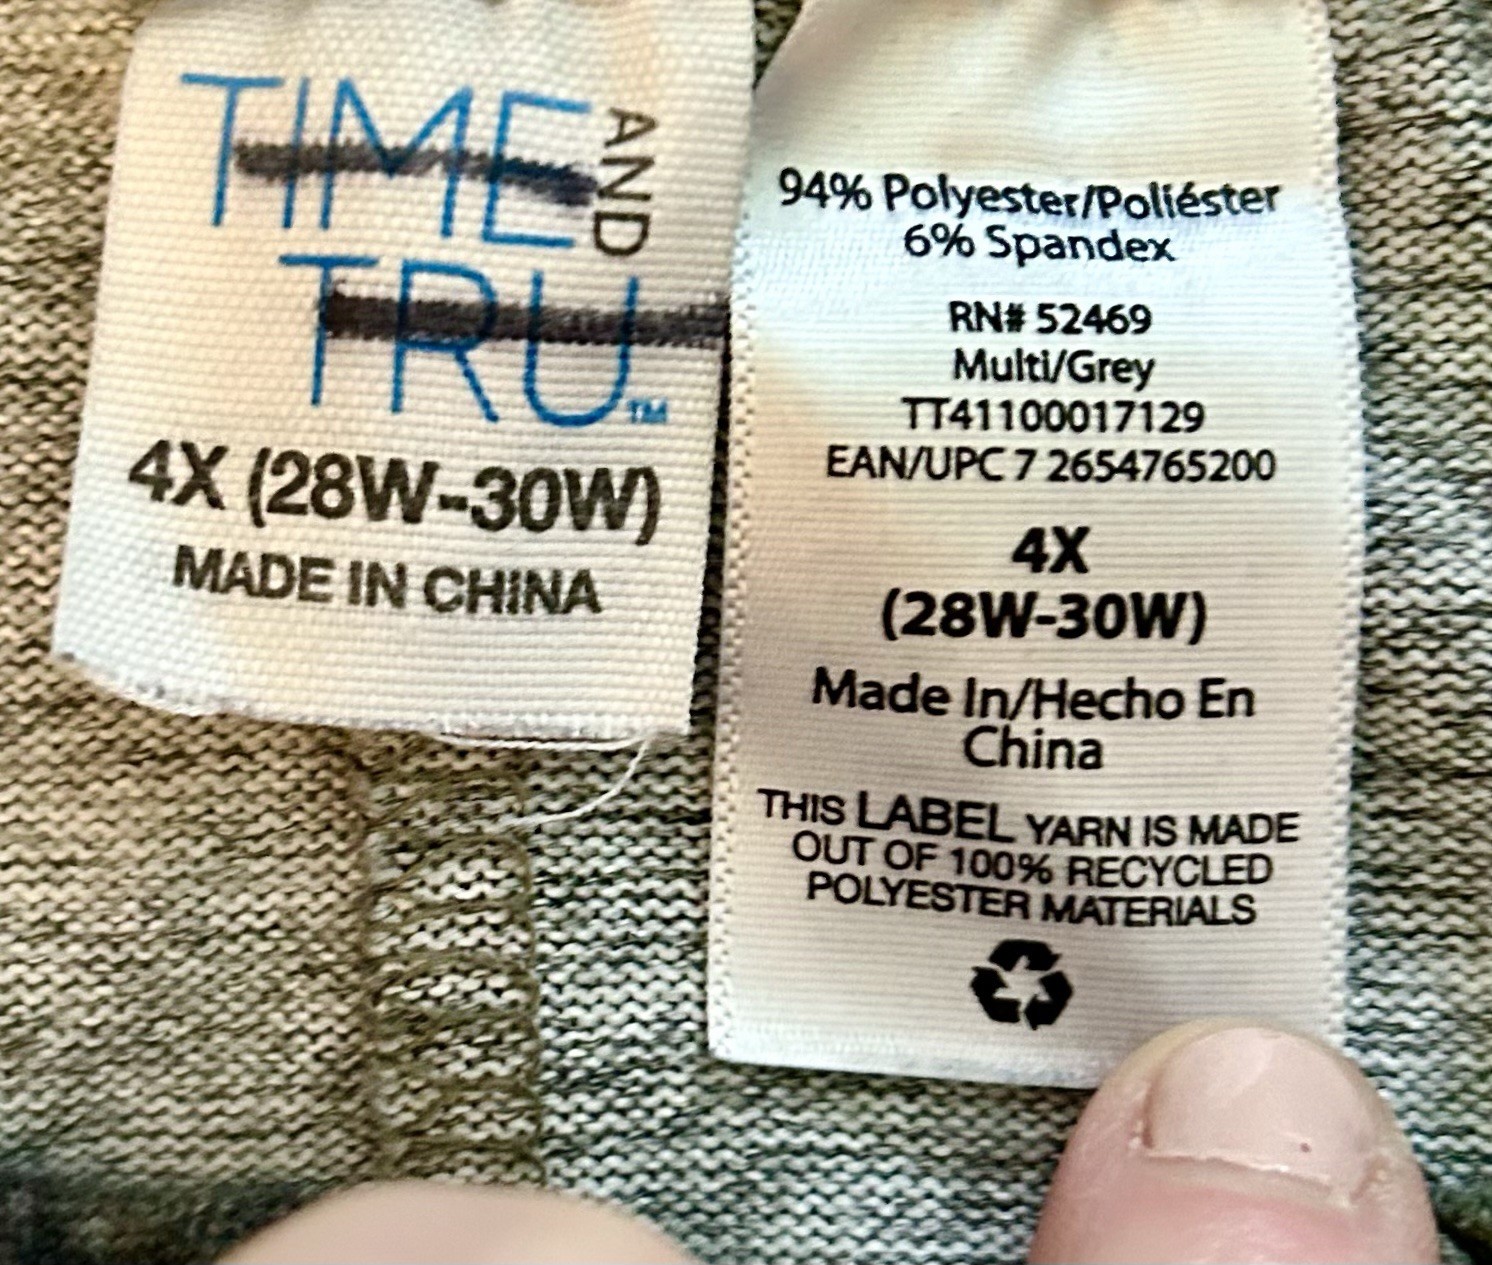 TIME
AND
TRU™
4X (28W-30W)
MADE IN CHINA
94% Polyester/Poliéster
6% Spandex
RN# 52469
Multi/Grey
TT41100017129
EAN/UPC 7 2654765200
4X
(28W-30W)
Made In/Hecho En
China
THIS LABEL YARN IS MADE
OUT OF 100% RECYCLED
POLYESTER MATERIALS